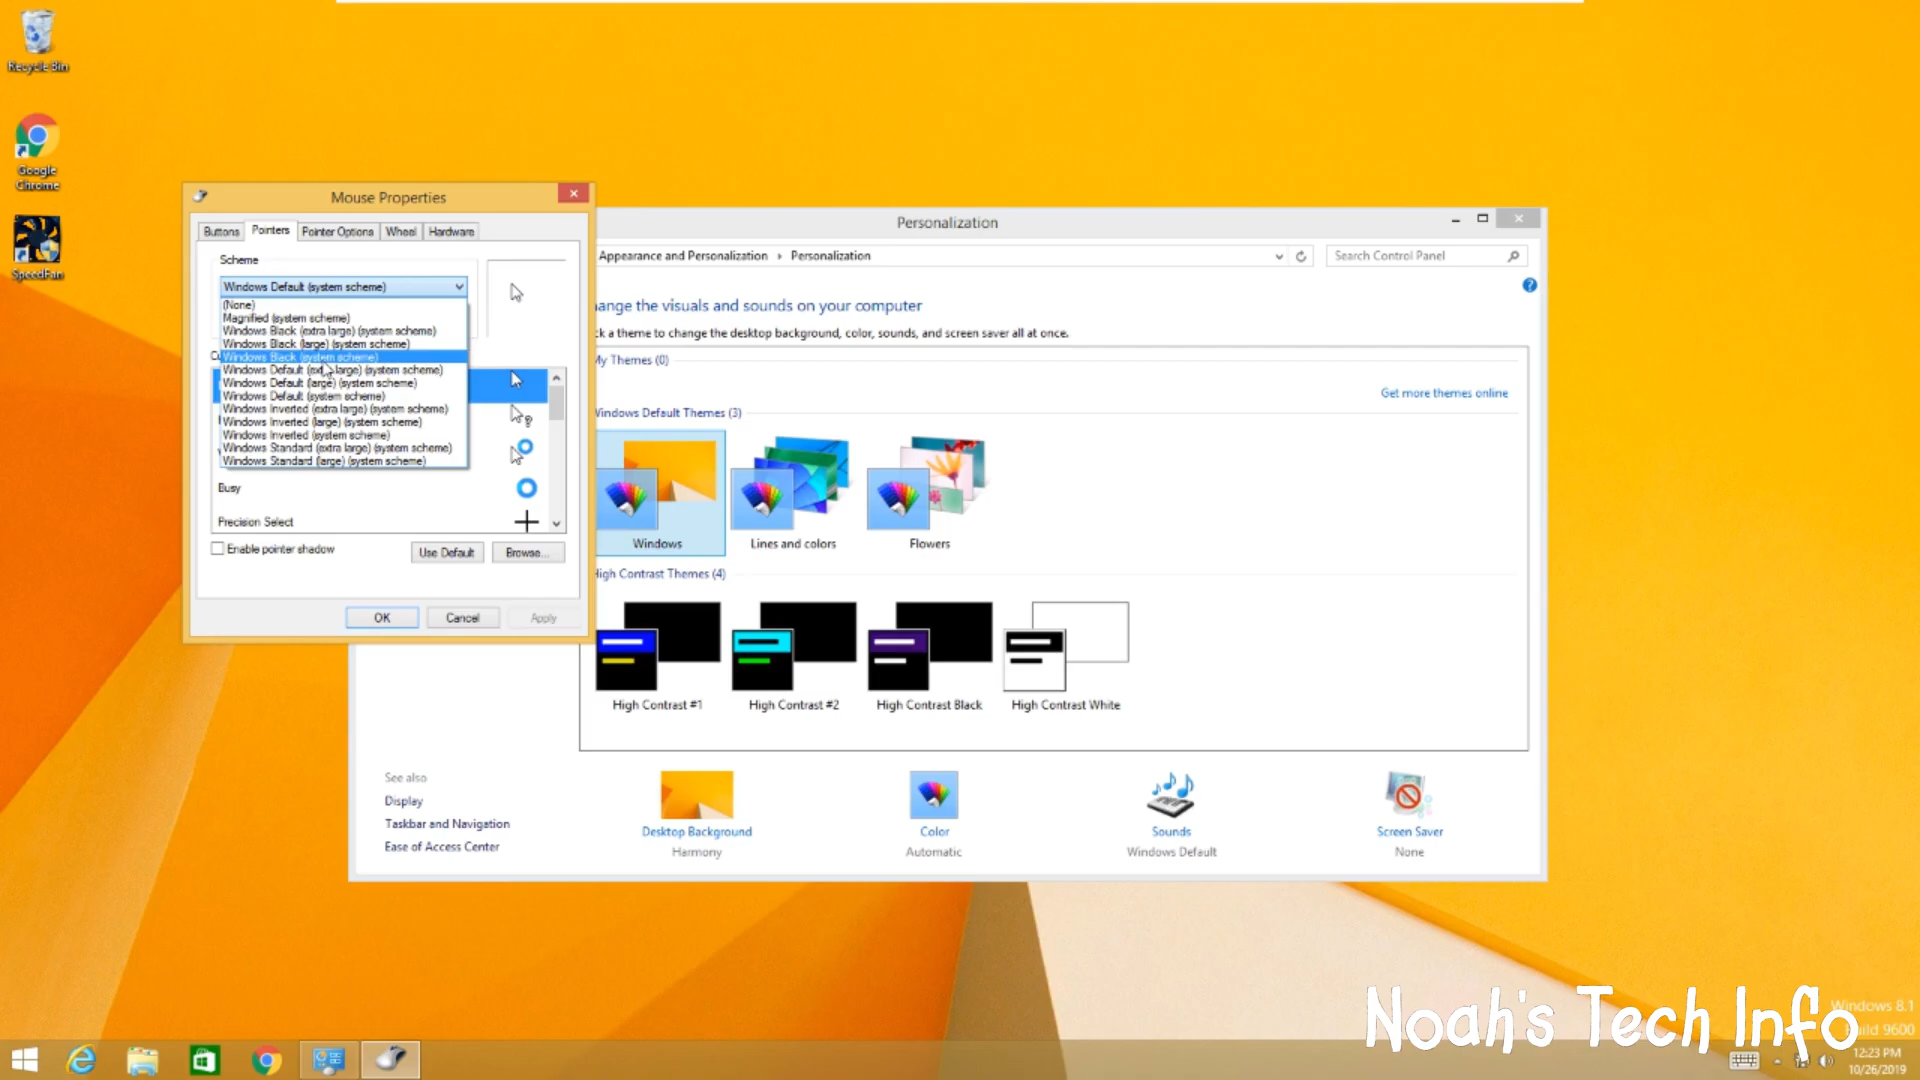 Recycle Bin
Google
Chrome
SpeedFan
Mouse Properties
Buttons
Pointers
Pointer Options
Wheel
Hardware
Scheme
Windows Default (system scheme)
(None)
Magnified (system scheme)
Windows Black (extra large) (system scheme)
Windows Black (large) (system scheme)
Windows Black (system scheme)
Windows Default (extra large) (system scheme)
Windows Default (large) (system scheme)
Windows Default (system scheme)
Windows Inverted (extra large) (system scheme)
Windows Inverted (large) (system scheme)
Windows Inverted (system scheme)
Windows Standard (extra large) (system scheme)
Windows Standard (large) (system scheme)
Busy
Precision Select
Enable pointer shadow
Use Default
Browse...
OK
Cancel
Apply
Personalization
Appearance and Personalization
Personalization
Search Control Panel
ange the visuals and sounds on your computer
ck a theme to change the desktop background, color, sounds, and screen saver all at once.
My Themes (0)
Get more themes online
Windows Default Themes (3)
Windows
Lines and colors
Flowers
High Contrast Themes (4)
High Contrast #1
High Contrast #2
High Contrast Black
High Contrast White
See also
Display
Taskbar and Navigation
Ease of Access Center
Desktop Background
Harmony
Color
Automatic
Sounds
Windows Default
Screen Saver
None
Noah's Tech Info
Windows 8.1
Build 9600
12:23 PM
10/26/2019